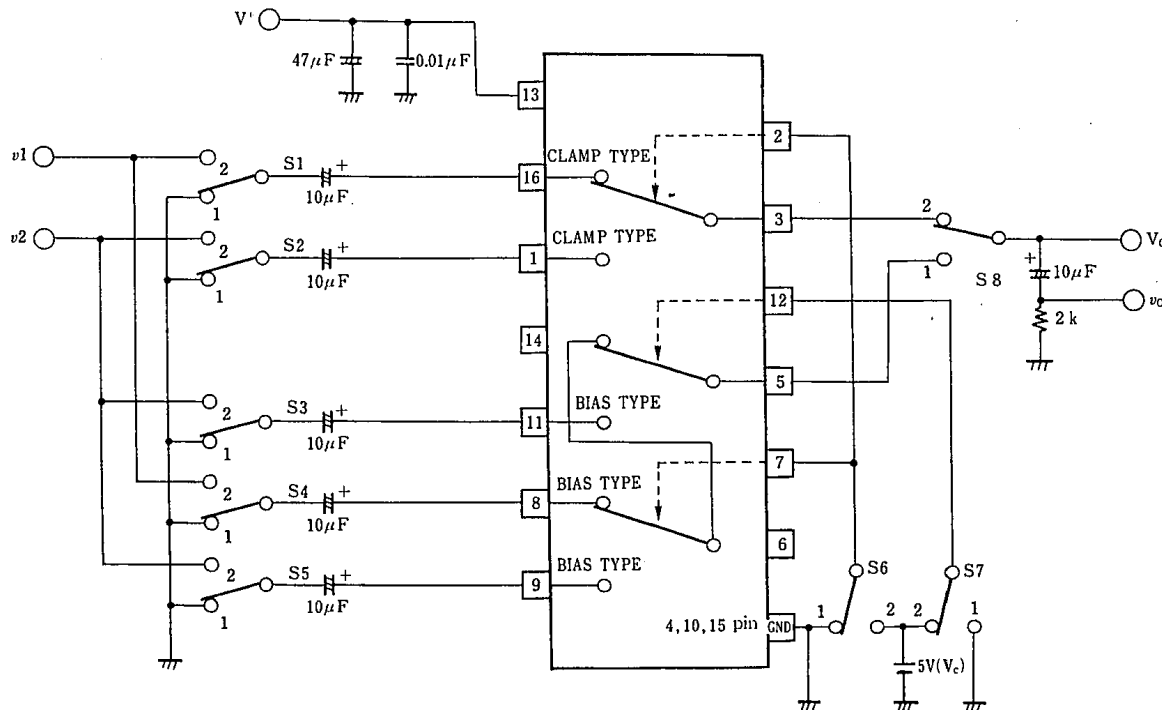 V'
47μF
0.01μF
13
2
v1
2
S1
+
CLAMP TYPE
16
1
10μF
3
2
V0
v2
2
S2
+
CLAMP TYPE
1
1
10μF
1
S8
+
10μF
12
v0
2k
14
5
2
S3
+
BIAS TYPE
11
1
10μF
7
2
S4
+
BIAS TYPE
8
1
10μF
6
2
S5
+
BIAS TYPE
9
1
10μF
S6
S7
4,10,15 pin
GND
1
2
2
1
5V(Vc)